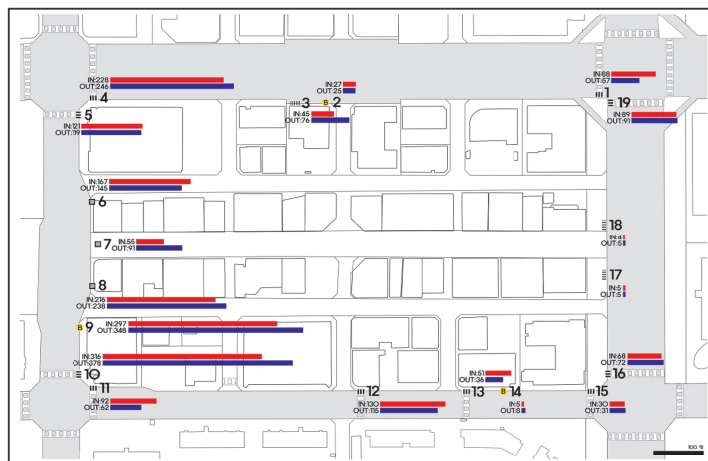 IN:27
OUT:25
IN:88
OUT:57
IN:228
OUT:246
4
3
B
2
1
19
5
IN:121
OUT:119
IN:45
OUT:76
IN:89
OUT:91
IN:167
OUT:145
6
18
IN:4
OUT:5
7
IN:55
OUT:91
17
8
IN:5
OUT:5
IN:216
OUT:238
B
9
IN:297
OUT:348
IN:316
OUT:378
IN:68
OUT:72
10
16
IN:51
OUT:36
11
12
13
B
14
15
IN:92
OUT:62
IN:130
OUT:115
IN:5
OUT:8
IN:30
OUT:31